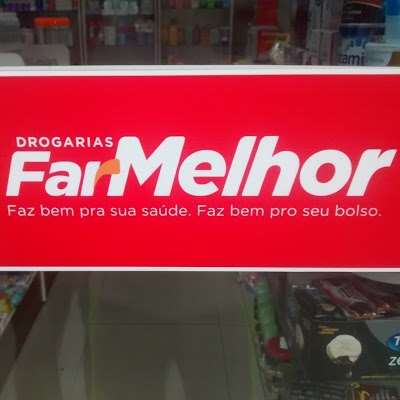 DROGARIAS
FarMelhor
Faz bem pra sua saúde. Faz bem pro seu bolso.